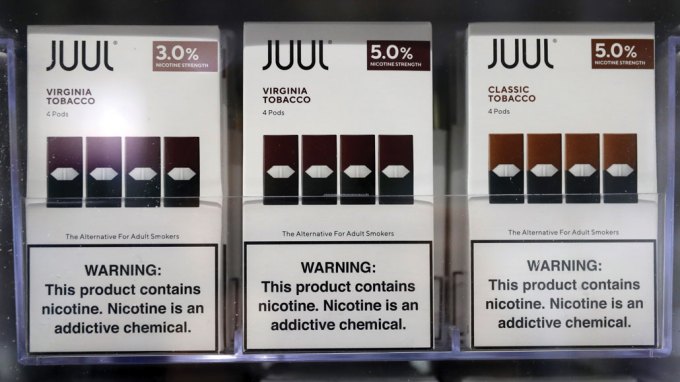 JUUL
3.0%
NICOTINE STRENGTH
VIRGINIA
TOBACCO
4 Pods
The Alternative For Adult Smokers
WARNING:
This product contains
nicotine. Nicotine is an
addictive chemical.
JUUL
5.0%
NICOTINE STRENGTH
VIRGINIA
TOBACCO
4 Pods
The Alternative For Adult Smokers
WARNING:
This product contains
nicotine. Nicotine is an
addictive chemical.
JUUL
5.0%
NICOTINE STRENGTH
CLASSIC
TOBACCO
4 Pods
The Alternative For Adult Smokers
WARNING:
This product contains
nicotine. Nicotine is an
addictive chemical.